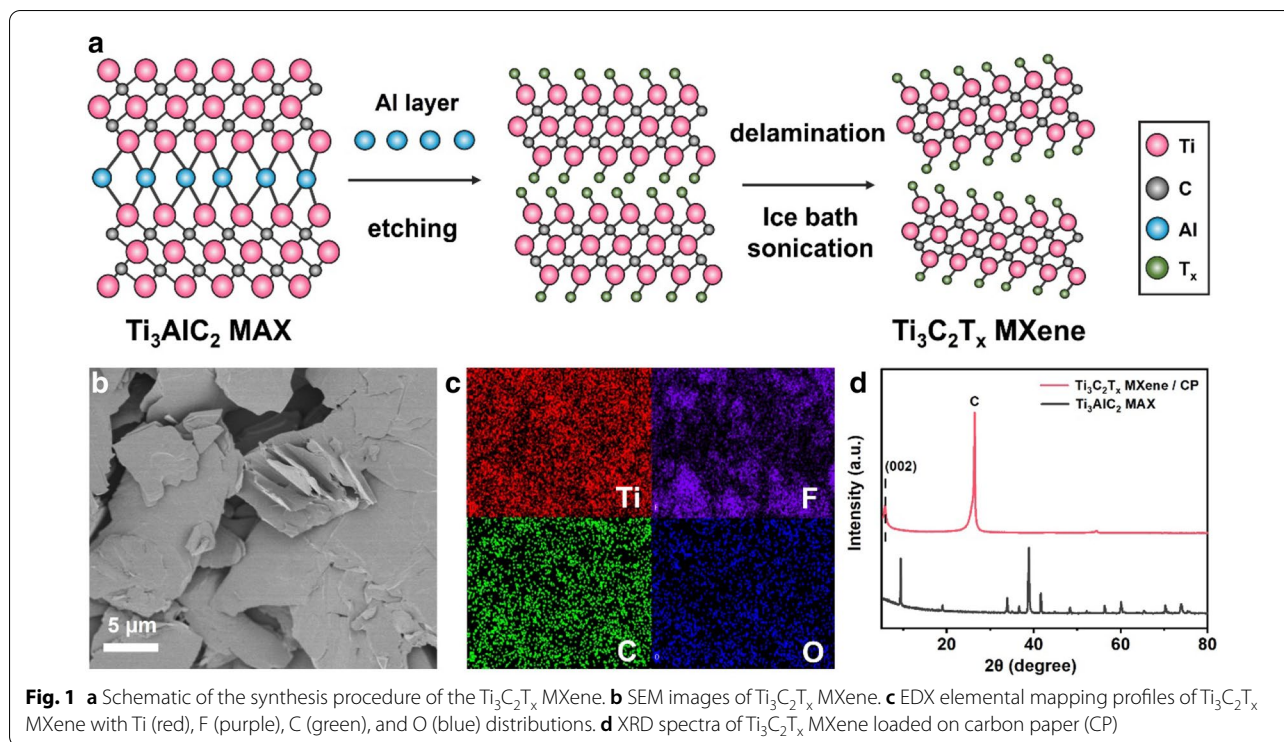 a
Al layer
etching
delamination
Ice bath
sonication
Ti
C
Al
Tₓ
Ti₃AlC₂ MAX
Ti₃C₂Tₓ MXene
b
5 µm
c
Ti
F
C
O
d
Ti₃C₂Tₓ MXene / CP
Ti₃AlC₂ MAX
C
(002)
Intensity (a.u.)
20
40
60
80
2θ (degree)
Fig. 1 a Schematic of the synthesis procedure of the Ti₃C₂Tₓ MXene. b SEM images of Ti₃C₂Tₓ MXene. c EDX elemental mapping profiles of Ti₃C₂Tₓ
MXene with Ti (red), F (purple), C (green), and O (blue) distributions. d XRD spectra of Ti₃C₂Tₓ MXene loaded on carbon paper (CP)